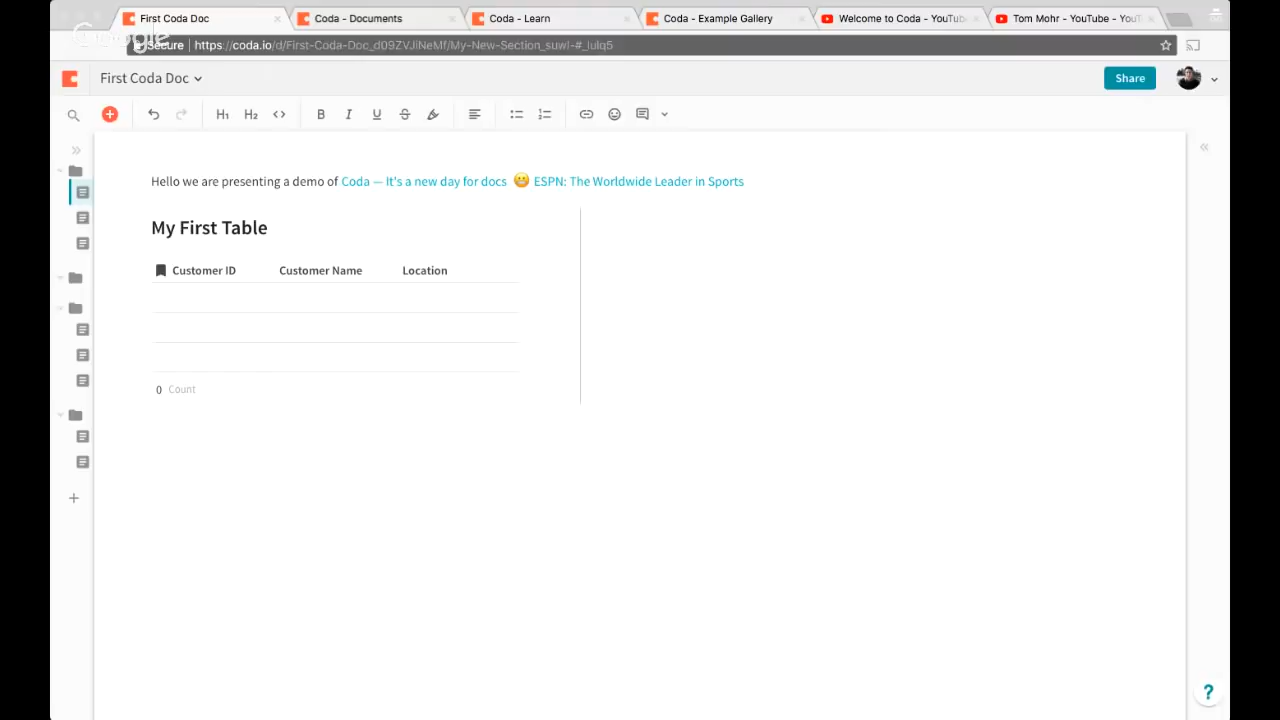 First Coda Doc
Coda - Documents
Coda - Learn
Coda - Example Gallery
Welcome to Coda - YouTub
Tom Mohr - YouTube - YouT
Google
Secure https://coda.io/d/First-Coda-Doc_d09ZVJlNeMf/My-New-Section_suwI-#_lulq5
First Coda Doc
Share
H1 H2 <> B I U S
Hello we are presenting a demo of Coda — It's a new day for docs 😬 ESPN: The Worldwide Leader in Sports
My First Table
Customer ID Customer Name Location
0 Count
?